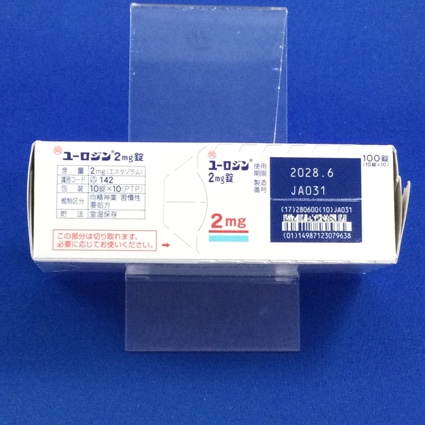 ユーロジン®2mg錠
含 量 2mg(エスタゾラム)
識別コード 142
包 装 10錠×10(PTP)
規制区分 向精神薬 習慣性
要処方
貯 法 室温保存
この部分は切り取れます。
必要に応じてお使いください。
ユーロジン®
2mg錠
2mg
使用
期限
2028.6
製造
番号
JA031
(17)280600(10)JA031
(01)14987123079638
100錠
(10錠×10)